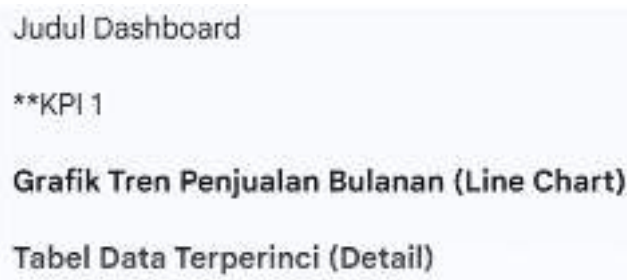 Judul Dashboard
**KPI 1
Grafik Tren Penjualan Bulanan (Line Chart)
Tabel Data Terperinci (Detail)